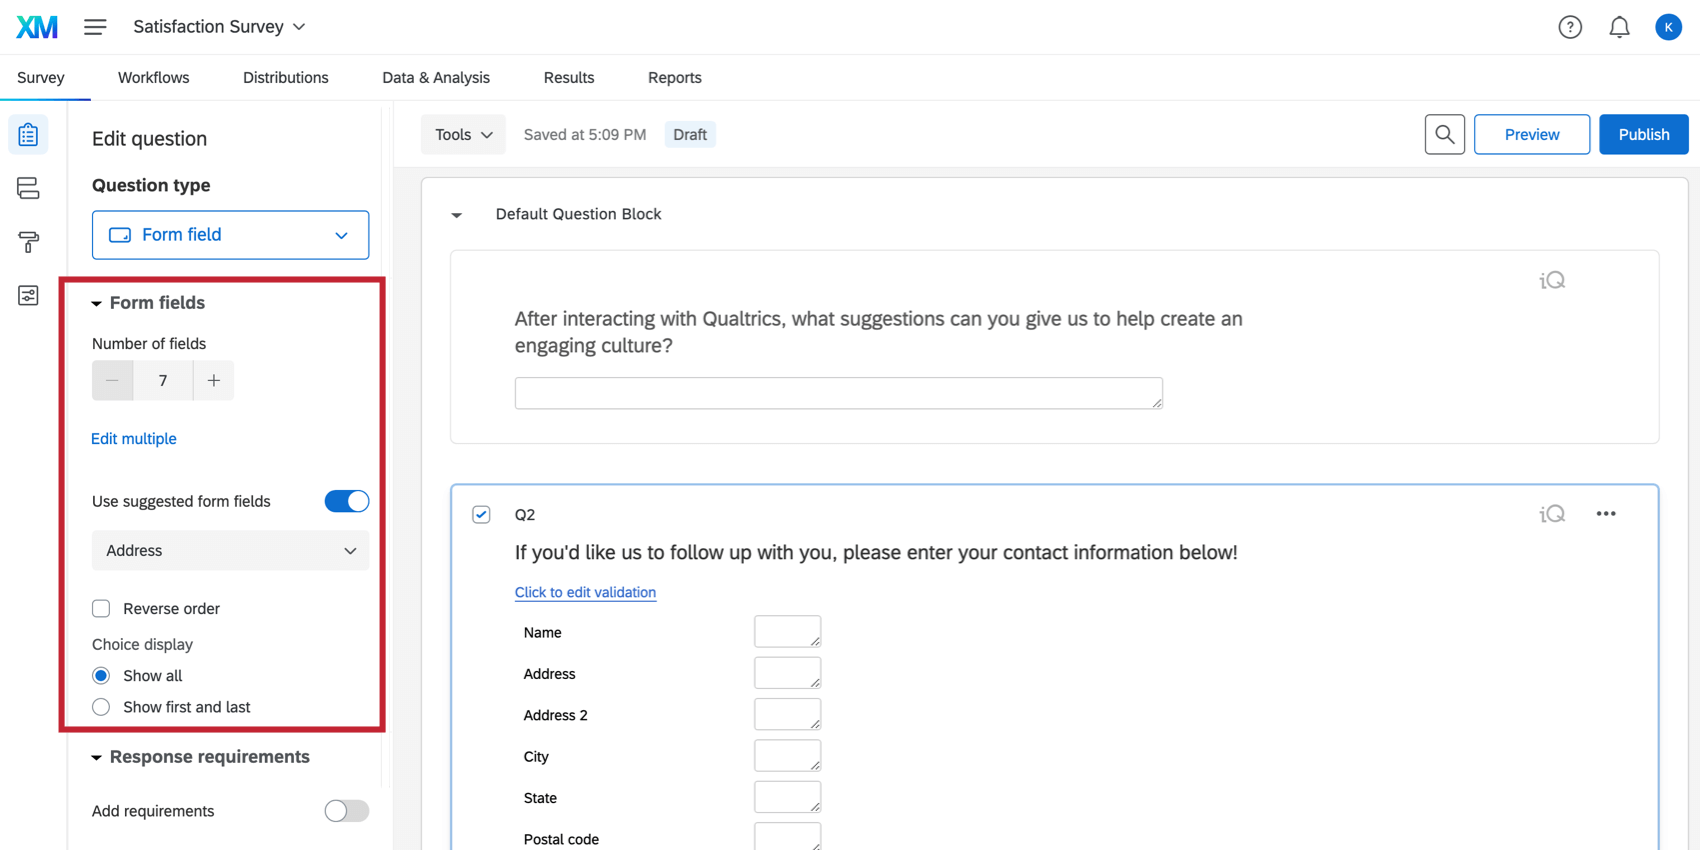 XM
Satisfaction Survey
?
K
Survey
Workflows
Distributions
Data & Analysis
Results
Reports
Edit question
Question type
Form field
Form fields
Number of fields
7
Edit multiple
Use suggested form fields
Address
Reverse order
Choice display
Show all
Show first and last
Response requirements
Add requirements
Tools
Saved at 5:09 PM
Draft
Preview
Publish
Default Question Block
iQ
After interacting with Qualtrics, what suggestions can you give us to help create an
engaging culture?
Q2
iQ
If you'd like us to follow up with you, please enter your contact information below!
Click to edit validation
Name
Address
Address 2
City
State
Postal code